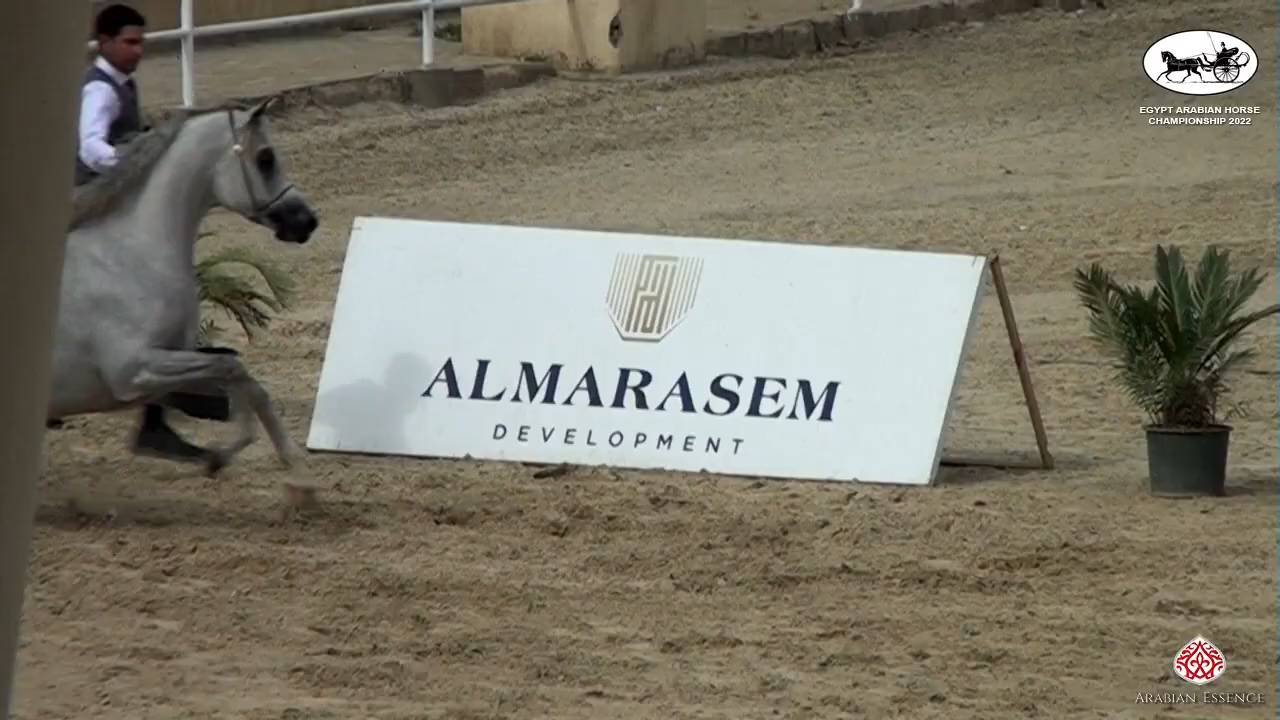 EGYPT ARABIAN HORSE
CHAMPIONSHIP 2022
ALMARASEM
DEVELOPMENT
ARABIAN ESSENCE